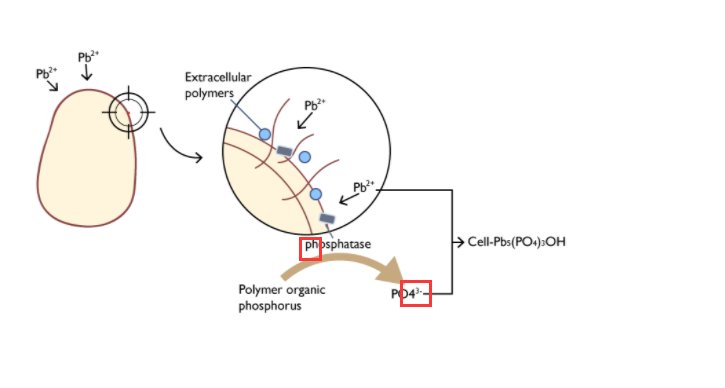 Pb²⁺
Pb²⁺
Extracellular
polymers
Pb²⁺
Pb²⁺
phosphatase
Cell-Pb₅(PO₄)₃OH
Polymer organic
phosphorus
PO4³⁻